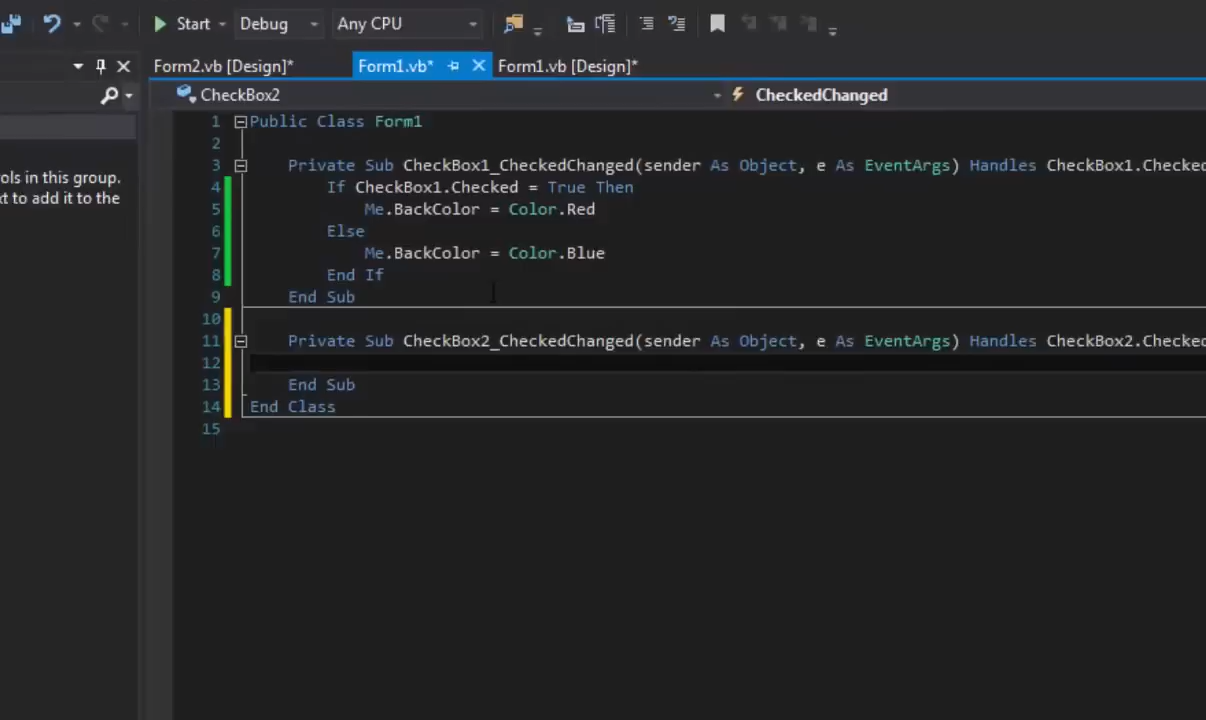 Start Debug Any CPU
Form2.vb [Design]* Form1.vb* Form1.vb [Design]*
CheckBox2 CheckedChanged
1 Public Class Form1
2
3 Private Sub CheckBox1_CheckedChanged(sender As Object, e As EventArgs) Handles CheckBox1.Checked
ols in this group.
4 If CheckBox1.Checked = True Then
xt to add it to the
5 Me.BackColor = Color.Red
6 Else
7 Me.BackColor = Color.Blue
8 End If
9 End Sub
10
11 Private Sub CheckBox2_CheckedChanged(sender As Object, e As EventArgs) Handles CheckBox2.Checked
12
13 End Sub
14 End Class
15